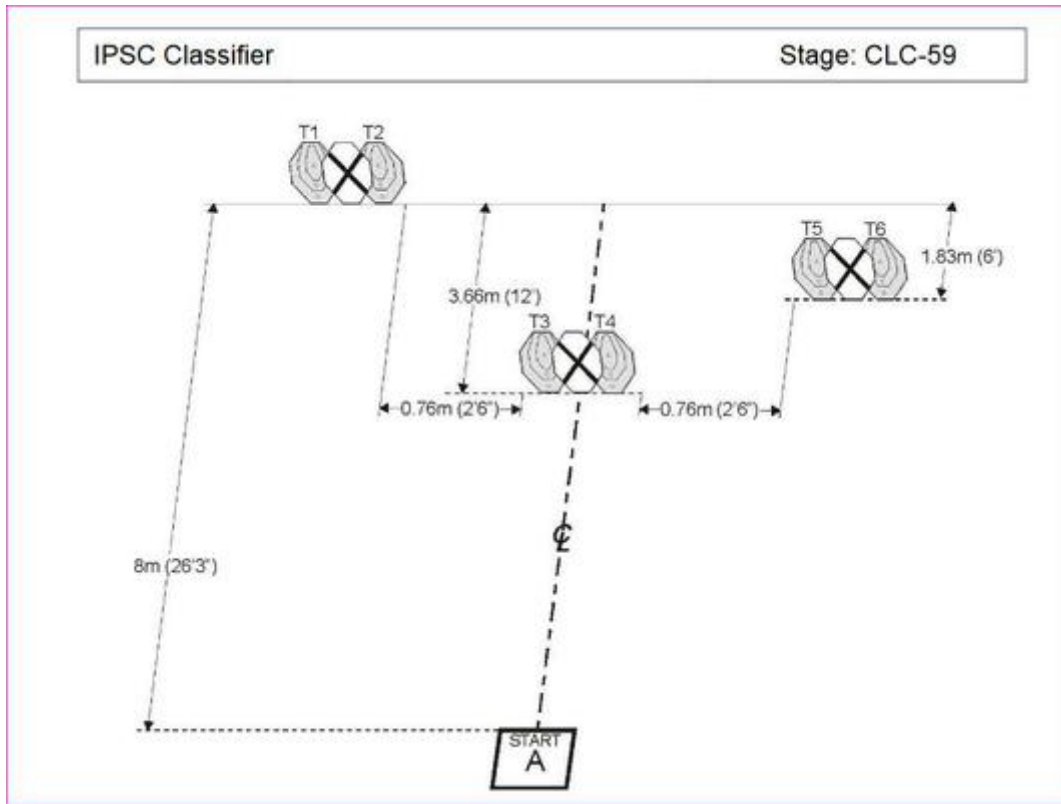 IPSC Classifier Stage: CLC-59
T1 T2
T5 T6
1.83m (6')
3.66m (12')
T3 T4
0.76m (2'6") 0.76m (2'6")
℄
8m (26'3")
START
A